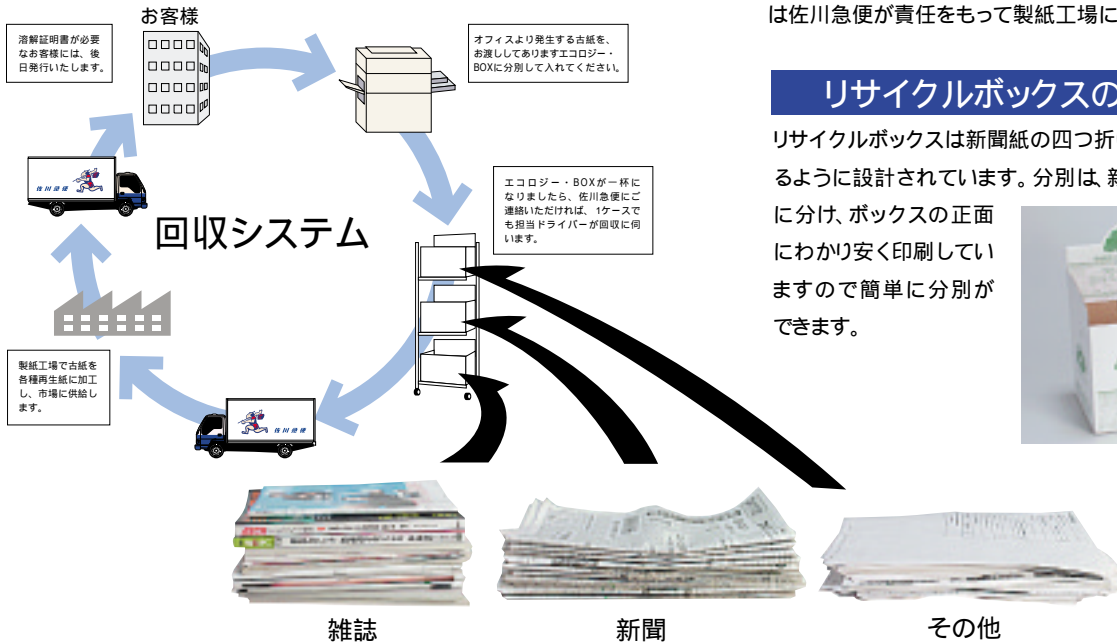 お客様
溶解証明書が必要
なお客様には、後
日発行いたします。
オフィスより発生する古紙を、
お渡ししてありますエコロジー・
BOXに分別して入れてください。
エコロジー・BOXが一杯に
なりましたら、佐川急便にご
連絡いただければ、1ケースで
も担当ドライバーが回収に伺
います。
佐川急便
回収システム
製紙工場で古紙を
各種再生紙に加工
し、市場に供給し
ます。
佐川急便
雑誌
新聞
その他
は佐川急便が責任をもって製紙工場に
リサイクルボックスの
リサイクルボックスは新聞紙の四つ折
るように設計されています。分別は、新
に分け、ボックスの正面
にわかり安く印刷してい
ますので簡単に分別が
できます。